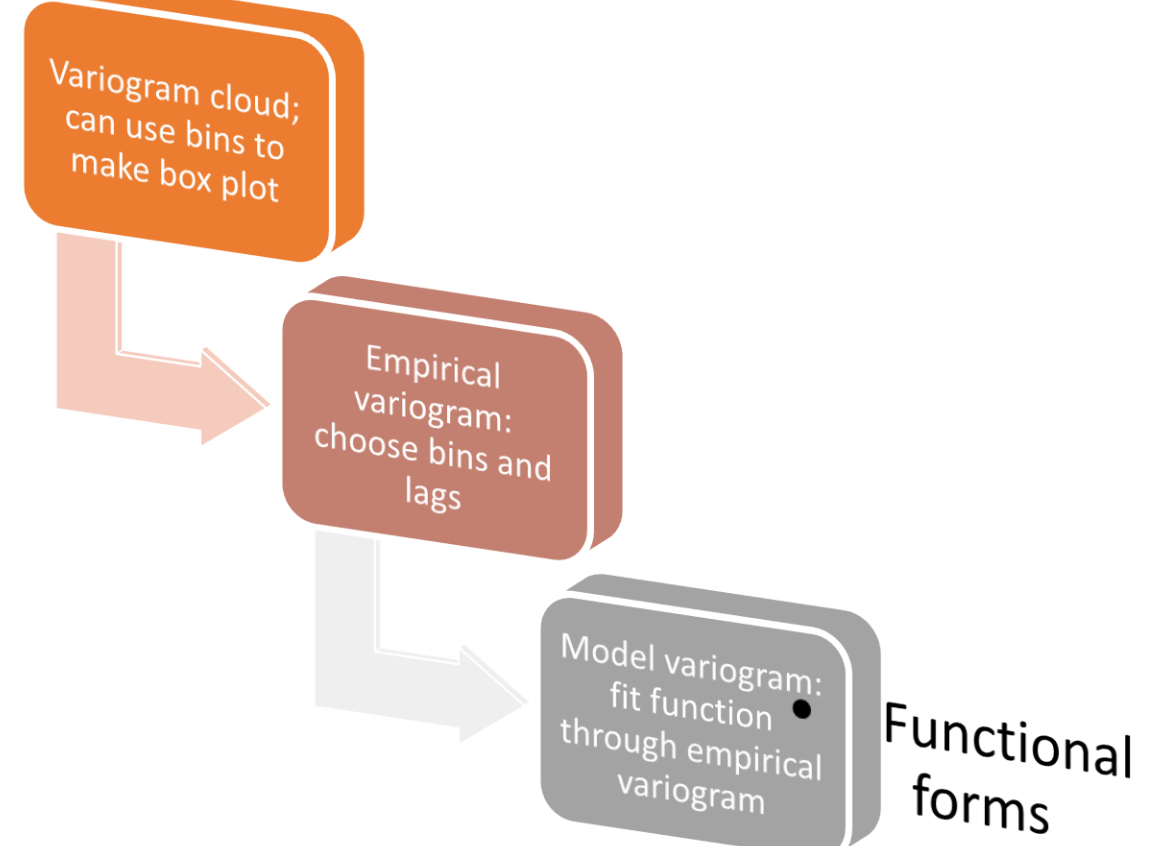 Variogram cloud;
can use bins to
make box plot
Empirical
variogram:
choose bins and
lags
Model variogram:
fit function
through empirical
variogram
• Functional
forms